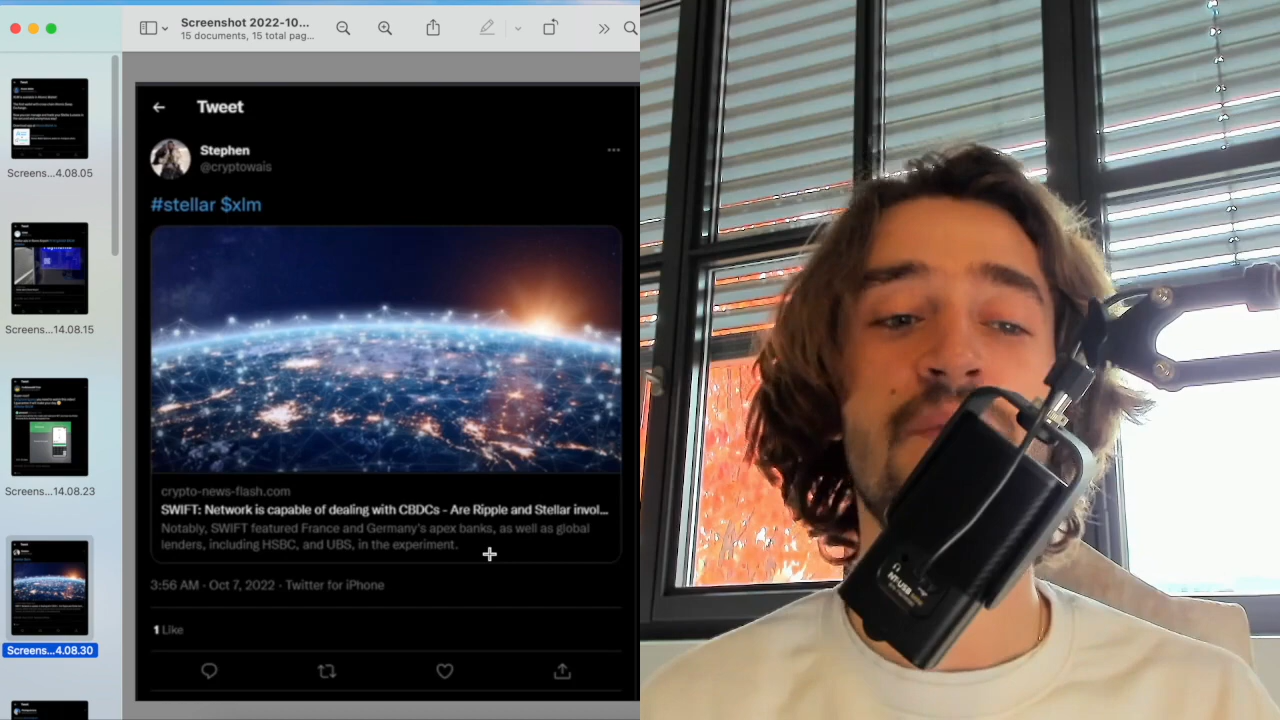 Screenshot 2022-10...
15 documents, 15 total pag...
Screens...4.08.05
Screens...14.08.15
Screens...14.08.23
Screens...4.08.30
Tweet
Stephen
@cryptowais
#stellar $xlm
crypto-news-flash.com
SWIFT: Network is capable of dealing with CBDCs - Are Ripple and Stellar invol...
Notably, SWIFT featured France and Germany's apex banks, as well as global
lenders, including HSBC, and UBS, in the experiment.
3:56 AM · Oct 7, 2022 · Twitter for iPhone
1 Like
NT-USB